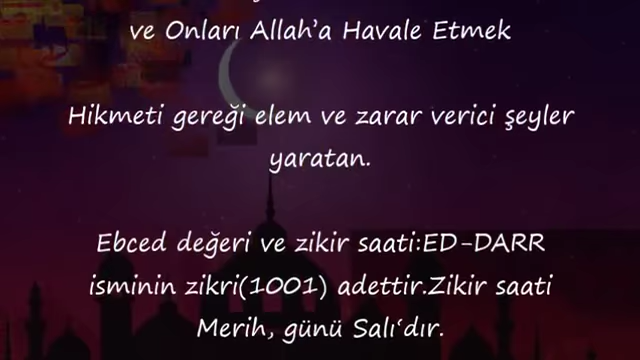 ve Onları Allah’a Havale Etmek
Hikmeti gereği elem ve zarar verici şeyler
yaratan.
Ebced değeri ve zikir saati:ED-DARR
isminin zikri(1001) adettir.Zikir saati
Merih, günü Salı‘dır.